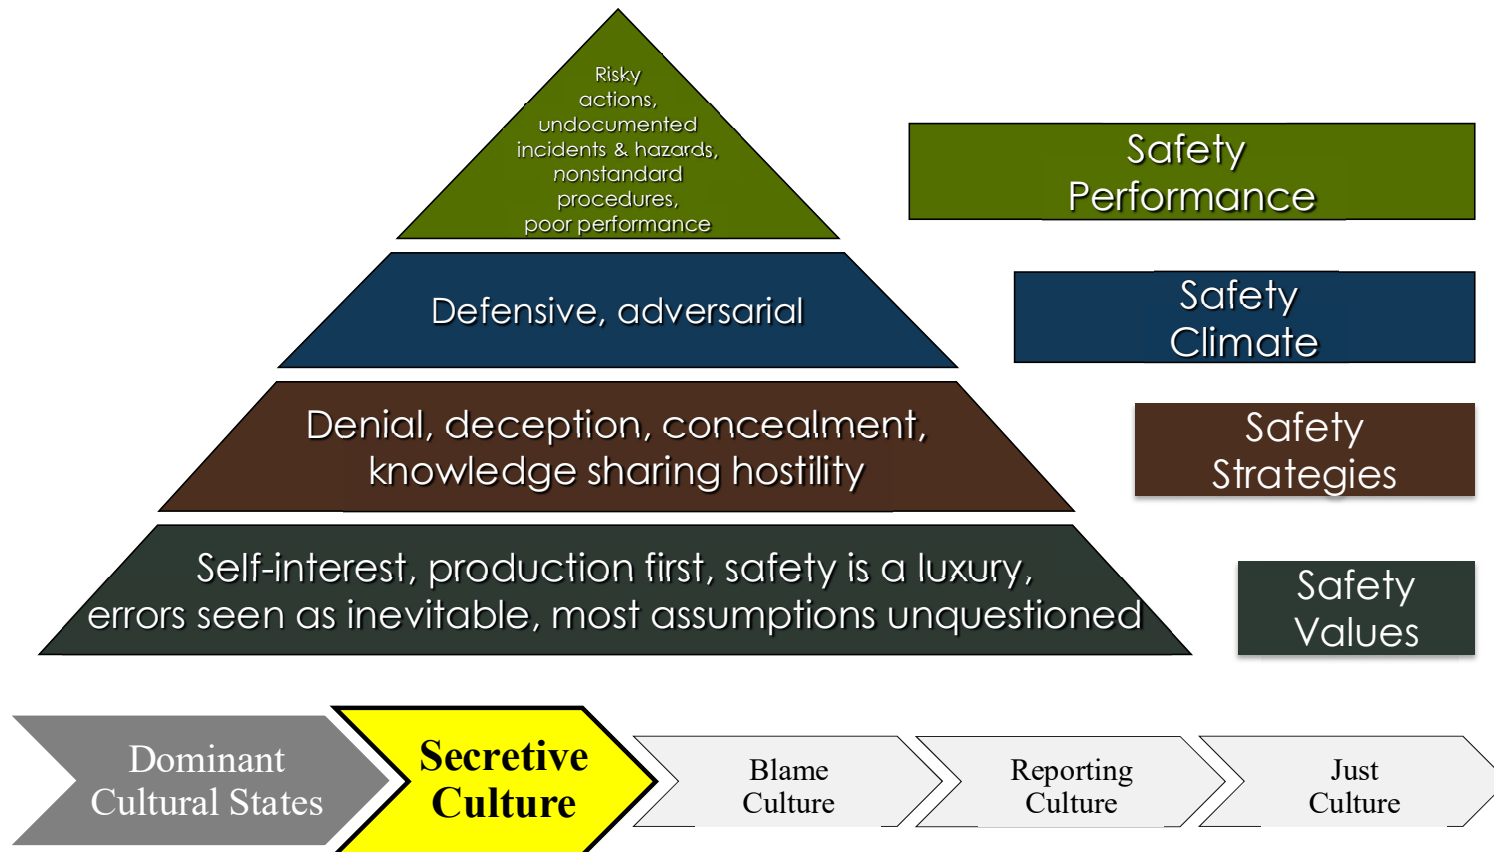 Risky
actions,
undocumented
incidents & hazards,
nonstandard
procedures,
poor performance
Safety
Performance
Defensive, adversarial
Safety
Climate
Denial, deception, concealment,
knowledge sharing hostility
Safety
Strategies
Self-interest, production first, safety is a luxury,
errors seen as inevitable, most assumptions unquestioned
Safety
Values
Dominant
Cultural States
Secretive
Culture
Blame
Culture
Reporting
Culture
Just
Culture